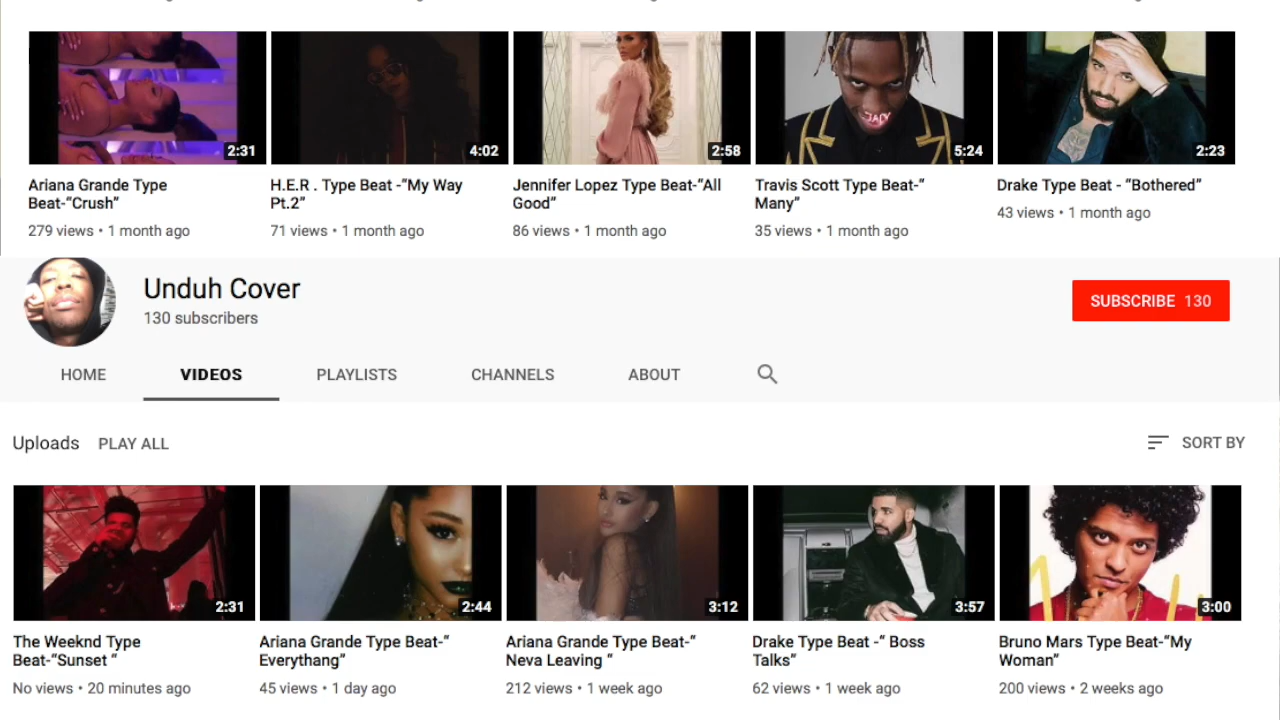 2:31
4:02
2:58
5:24
2:23
Ariana Grande Type
Beat-“Crush”
279 views • 1 month ago
H.E.R . Type Beat -“My Way
Pt.2”
71 views • 1 month ago
Jennifer Lopez Type Beat-“All
Good”
86 views • 1 month ago
Travis Scott Type Beat-“
Many”
35 views • 1 month ago
Drake Type Beat - “Bothered”
43 views • 1 month ago
Unduh Cover
130 subscribers
SUBSCRIBE 130
HOME
VIDEOS
PLAYLISTS
CHANNELS
ABOUT
Uploads
PLAY ALL
SORT BY
2:31
2:44
3:12
3:57
3:00
The Weeknd Type
Beat-“Sunset “
No views • 20 minutes ago
Ariana Grande Type Beat-“
Everythang”
45 views • 1 day ago
Ariana Grande Type Beat-“
Neva Leaving “
212 views • 1 week ago
Drake Type Beat -“ Boss
Talks”
62 views • 1 week ago
Bruno Mars Type Beat-“My
Woman”
200 views • 2 weeks ago